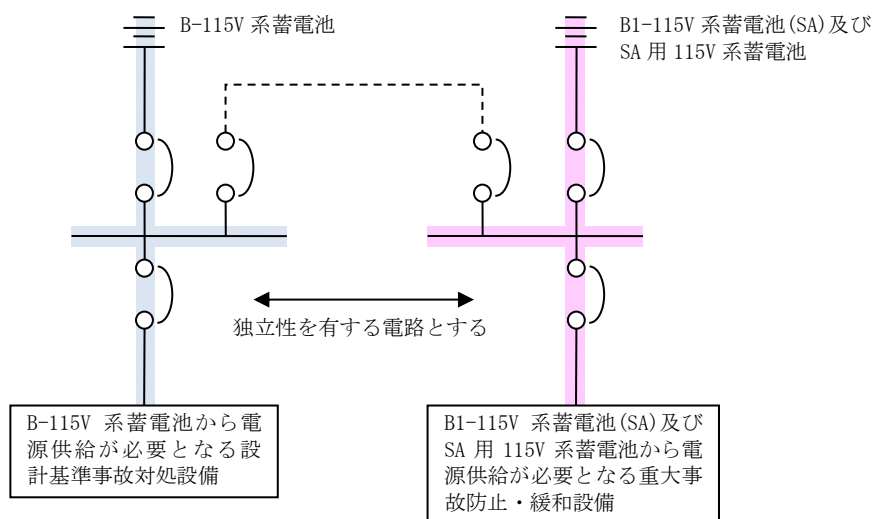 B-115V 系蓄電池
B1-115V 系蓄電池(SA)及び
SA 用 115V 系蓄電池
独立性を有する電路とする
B-115V 系蓄電池から電
源供給が必要となる設
計基準事故対処設備
B1-115V 系蓄電池(SA)及び
SA 用 115V 系蓄電池から電
源供給が必要となる重大事
故防止・緩和設備